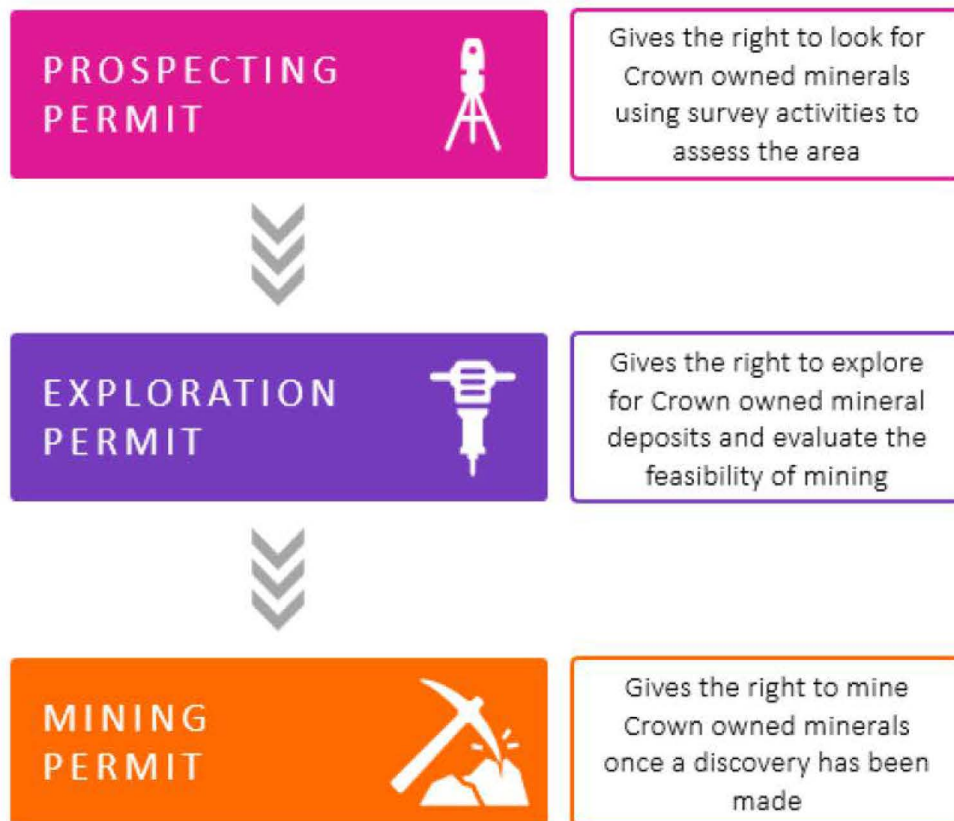 PROSPECTING
PERMIT
Gives the right to look for
Crown owned minerals
using survey activities to
assess the area
EXPLORATION
PERMIT
Gives the right to explore
for Crown owned mineral
deposits and evaluate the
feasibility of mining
MINING
PERMIT
Gives the right to mine
Crown owned minerals
once a discovery has been
made